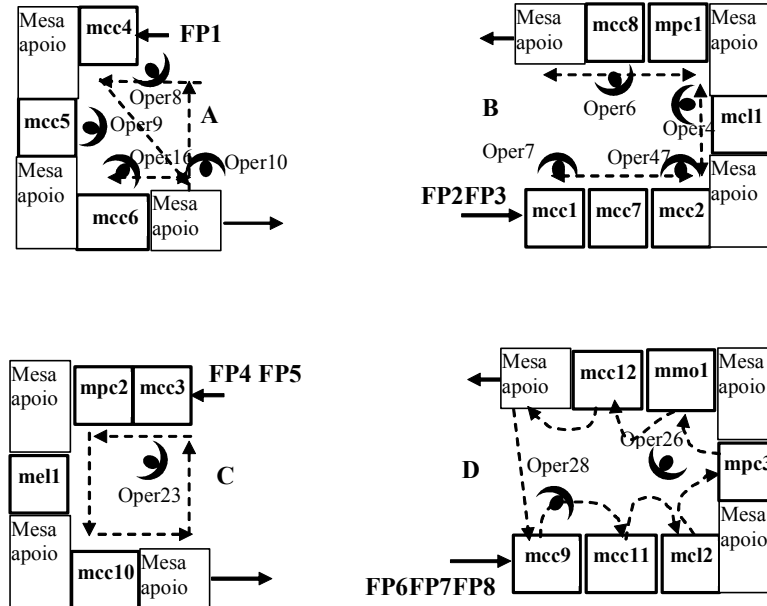 Mesa
apoio
mcc4
FP1
Oper8
mcc5
Oper9
A
Mesa
apoio
Oper16
Oper10
mcc6
Mesa
apoio
Mesa
apoio
mcc8
mpc1
Mesa
apoio
Oper6
B
Oper4
mcl1
Oper7
Oper47
Mesa
apoio
FP2FP3
mcc1
mcc7
mcc2
Mesa
apoio
mpc2
mcc3
FP4 FP5
mel1
Oper23
C
Mesa
apoio
mcc10
Mesa
apoio
Mesa
apoio
mcc12
mmo1
Mesa
apoio
Oper26
D
Oper28
mpc3
mcc9
mcc11
mcl2
Mesa
apoio
FP6FP7FP8